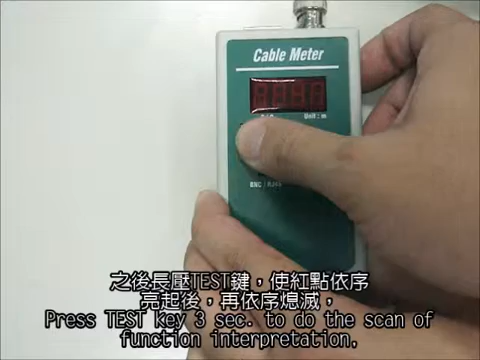 Cable Meter
Unit : m
BNC / RJ45
之後長壓TEST鍵，使紅點依序
亮起後，再依序熄滅，
Press TEST key 3 sec. to do the scan of
function interpretation.